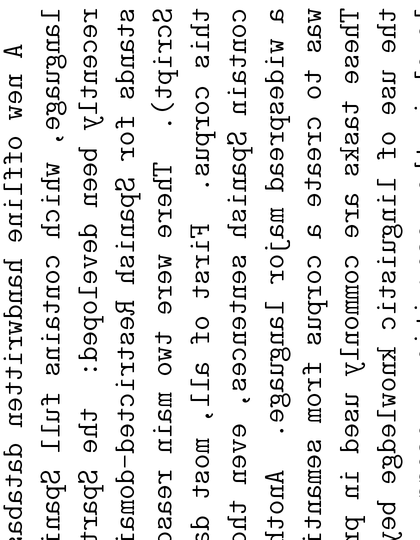 A new offline handwritten databas
language, which contains full Spani
recently been developed: the Spart
stands for Spanish Restricted-domai
Script). There were two main reaso
this corpus. First of all, most da
contain Spanish sentences, even tho
a widespread major language. Anoth
was to create a corpus from semanti
These tasks are commonly used in pr
the use of linguistic knowledge bey